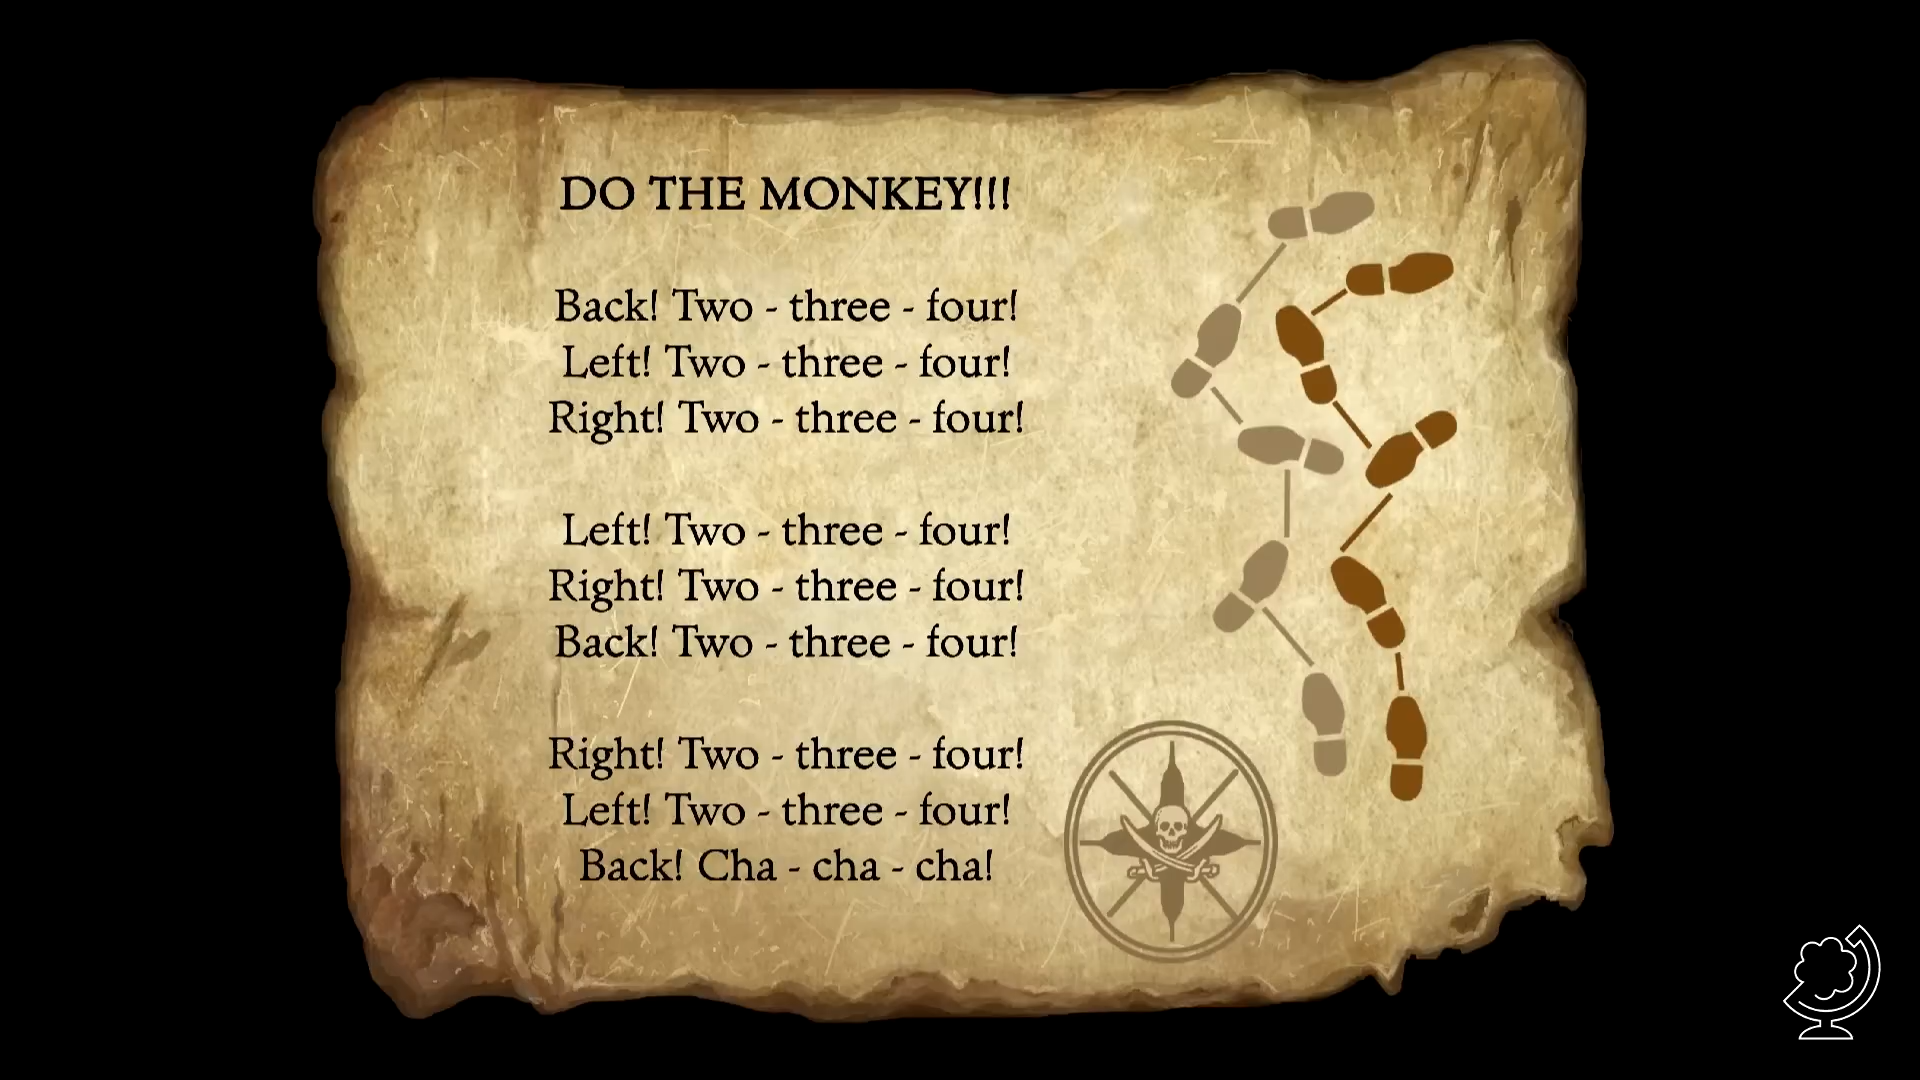 DO THE MONKEY!!!
Back! Two - three - four!
Left! Two - three - four!
Right! Two - three - four!
Left! Two - three - four!
Right! Two - three - four!
Back! Two - three - four!
Right! Two - three - four!
Left! Two - three - four!
Back! Cha - cha - cha!